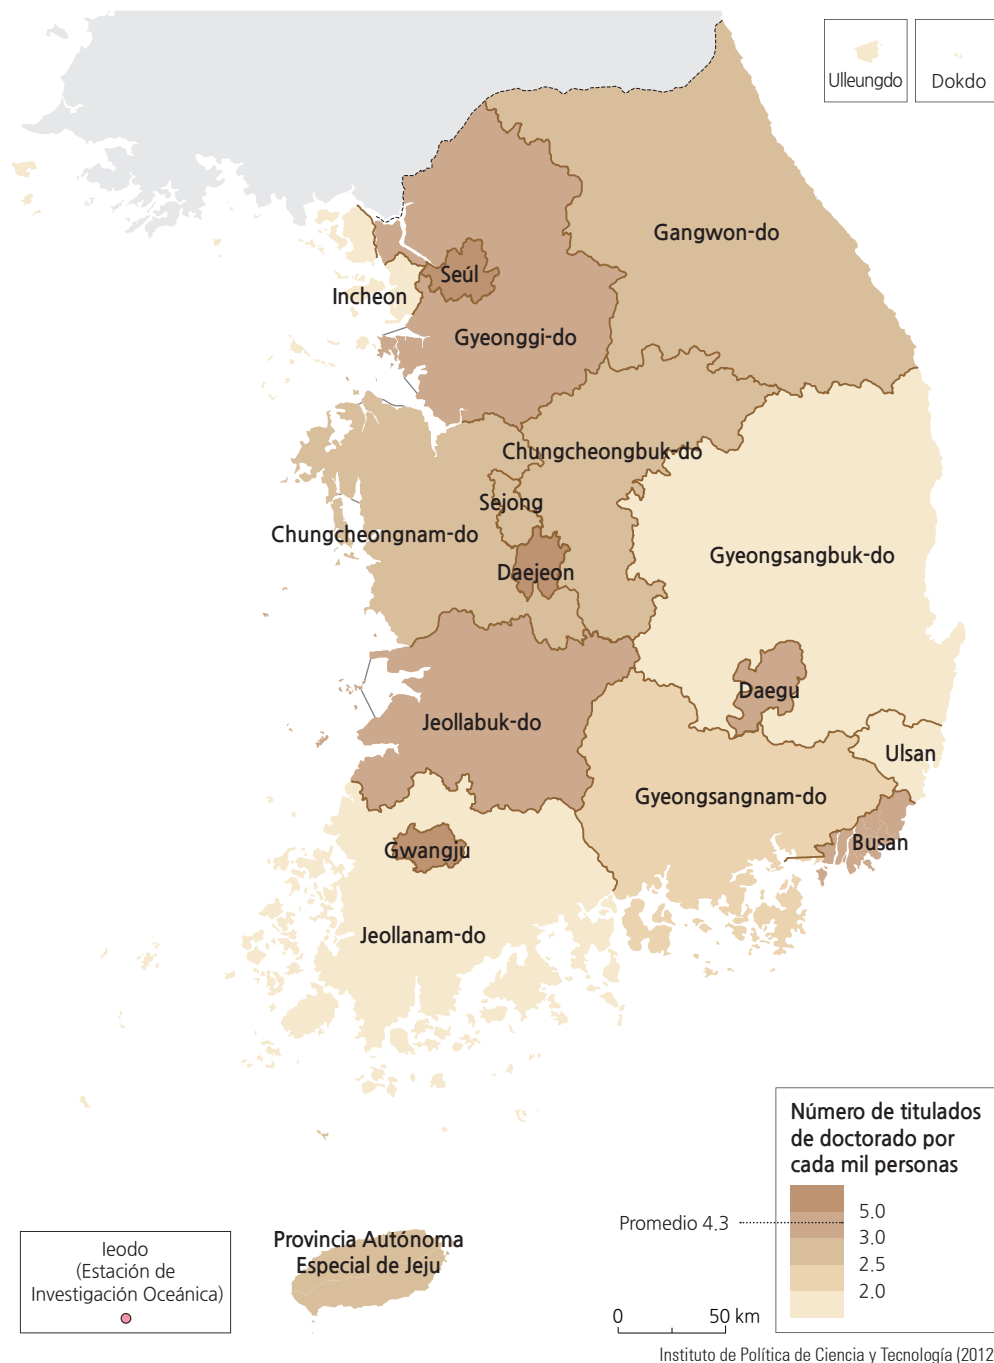 Ulleungdo
Dokdo
Gangwon-do
Seúl
Incheon
Gyeonggi-do
Chungcheongbuk-do
Sejong
Chungcheongnam-do
Gyeongsangbuk-do
Daejeon
Daegu
Jeollabuk-do
Ulsan
Gyeongsangnam-do
Busan
Gwangju
Jeollanam-do
Número de titulados
de doctorado por
cada mil personas
5.0
Promedio 4.3
3.0
2.5
2.0
Provincia Autónoma
Especial de Jeju
Ieodo
(Estación de
Investigación Oceánica)
0 50 km
Instituto de Política de Ciencia y Tecnología (2012